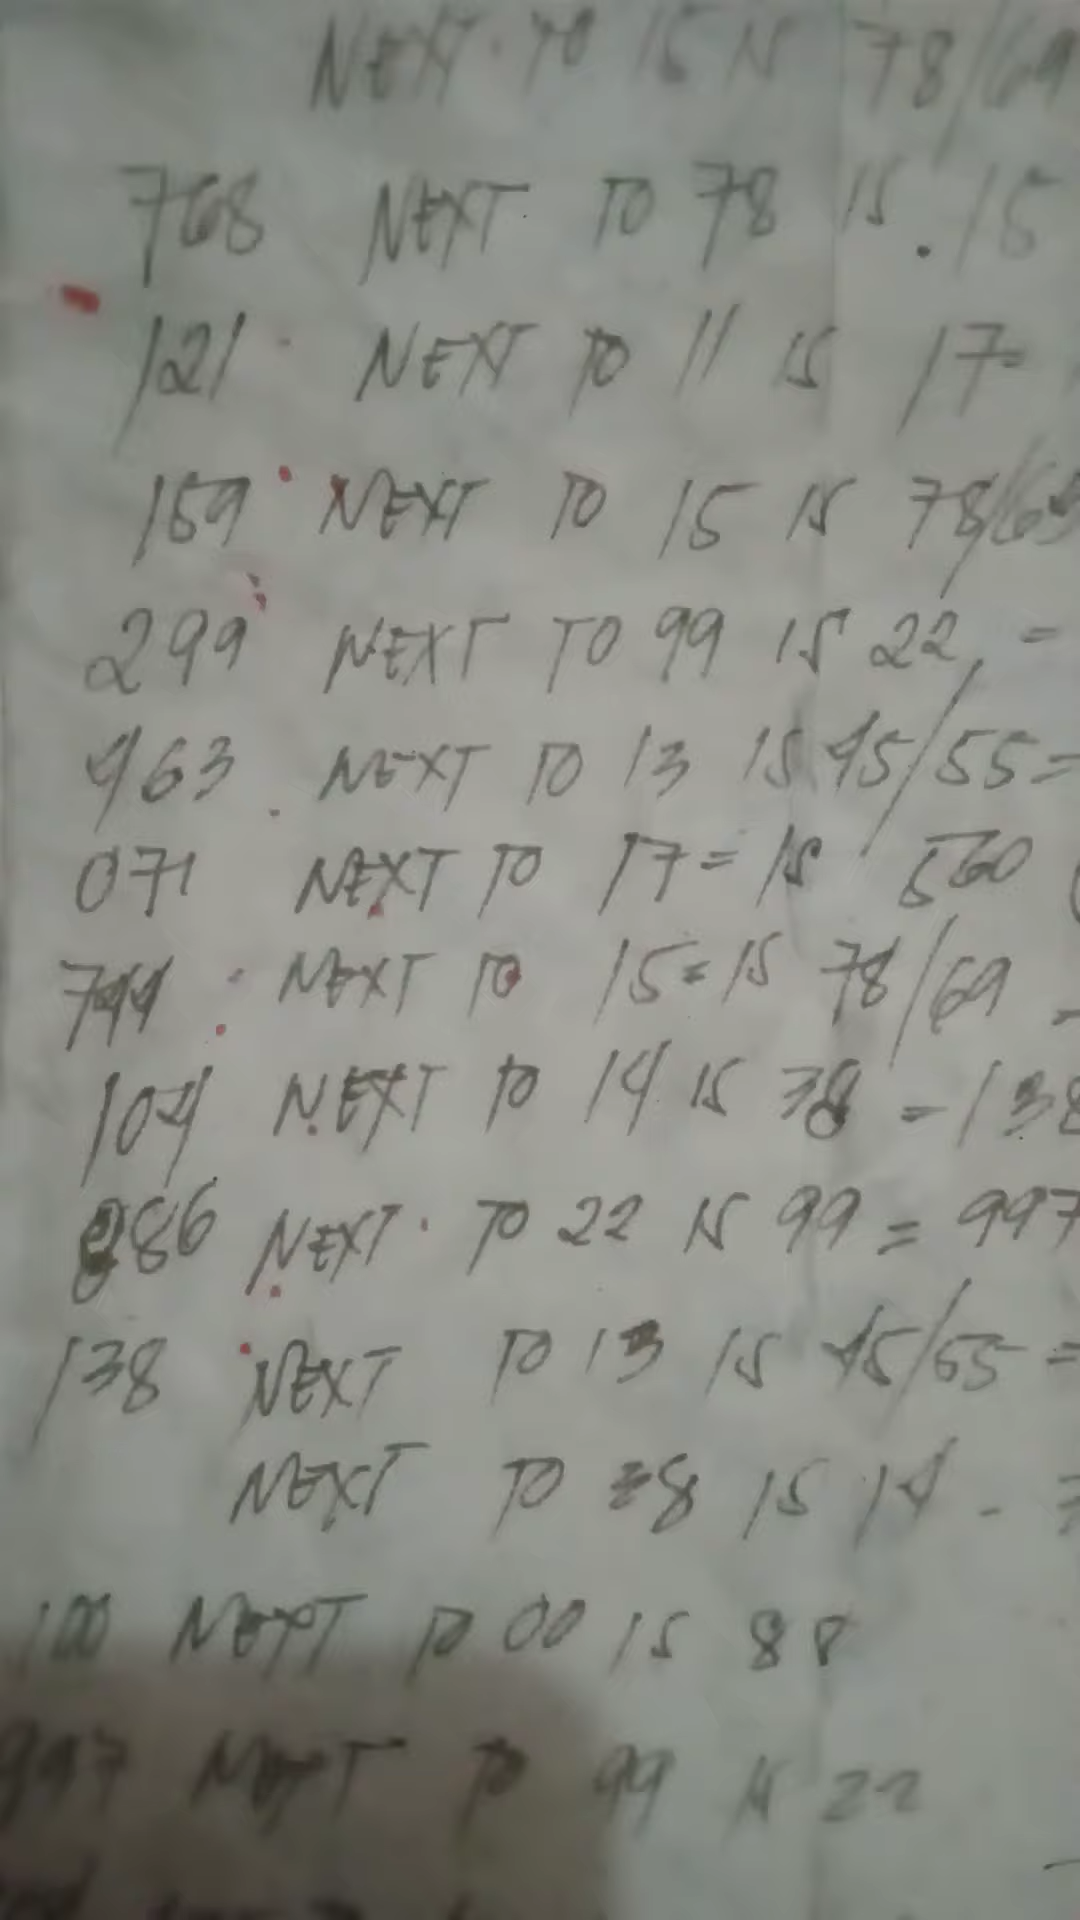 NEXT TO 15 IS 78/69
768 NEXT TO 78 IS . 15
121 NEXT TO 11 IS 17
159 NEXT TO 15 IS 78/69
299 NEXT TO 99 IS 22 =
463 NEXT TO 13 IS 45/55 =
071 NEXT TO 17 = IS 560
744 NEXT TO 15 = IS 78/69
104 NEXT TO 14 IS 38 = 138
286 NEXT TO 22 IS 99 = 997
138 NEXT TO 13 IS 45/55 =
NEXT TO 38 IS 14 -
100 NEXT TO 00 IS 88
997 NEXT TO 99 IS 22